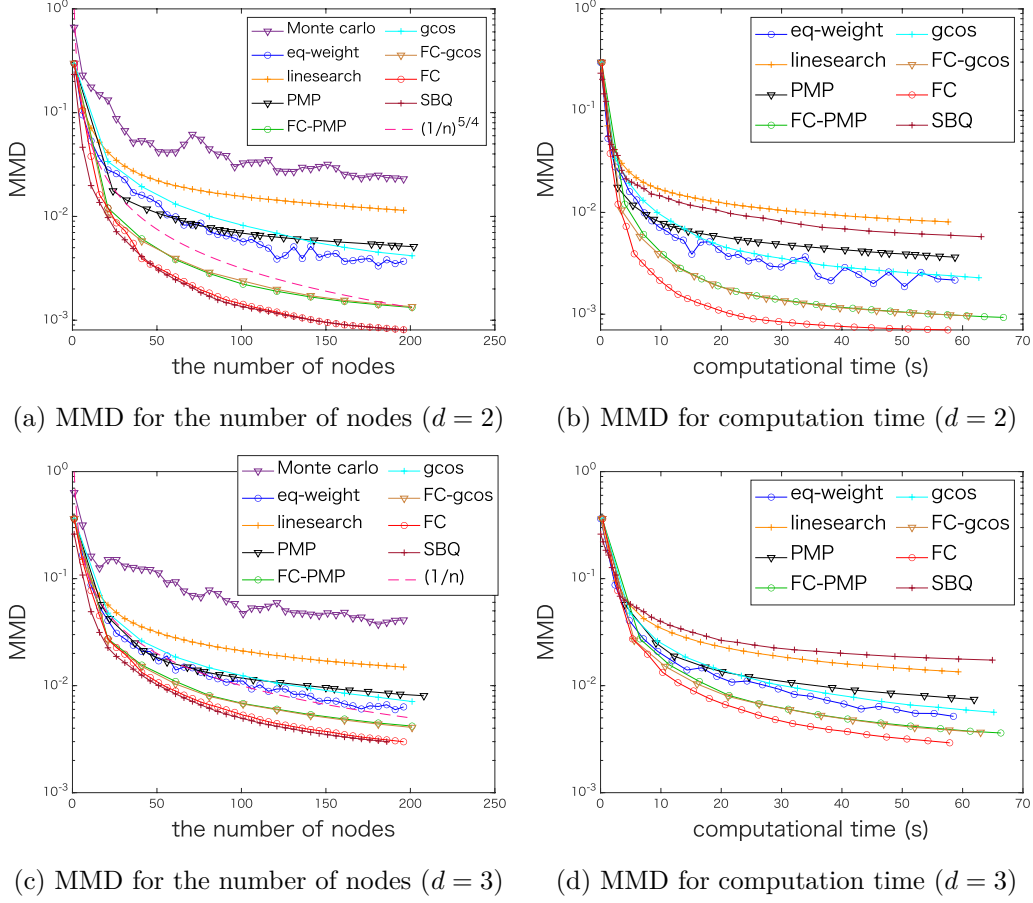 10^0
10^-1
10^-2
10^-3
MMD
0 50 100 150 200 250
the number of nodes
Monte carlo
eq-weight
linesearch
PMP
FC-PMP
gcos
FC-gcos
FC
SBQ
(1/n)^5/4
(a) MMD for the number of nodes (d = 2)
10^0
10^-1
10^-2
10^-3
MMD
0 10 20 30 40 50 60 70
computational time (s)
eq-weight
linesearch
PMP
FC-PMP
gcos
FC-gcos
FC
SBQ
(b) MMD for computation time (d = 2)
10^0
10^-1
10^-2
10^-3
MMD
0 50 100 150 200 250
the number of nodes
Monte carlo
eq-weight
linesearch
PMP
FC-PMP
gcos
FC-gcos
FC
SBQ
(1/n)
(c) MMD for the number of nodes (d = 3)
10^0
10^-1
10^-2
10^-3
MMD
0 10 20 30 40 50 60 70
computational time (s)
eq-weight
linesearch
PMP
FC-PMP
gcos
FC-gcos
FC
SBQ
(d) MMD for computation time (d = 3)